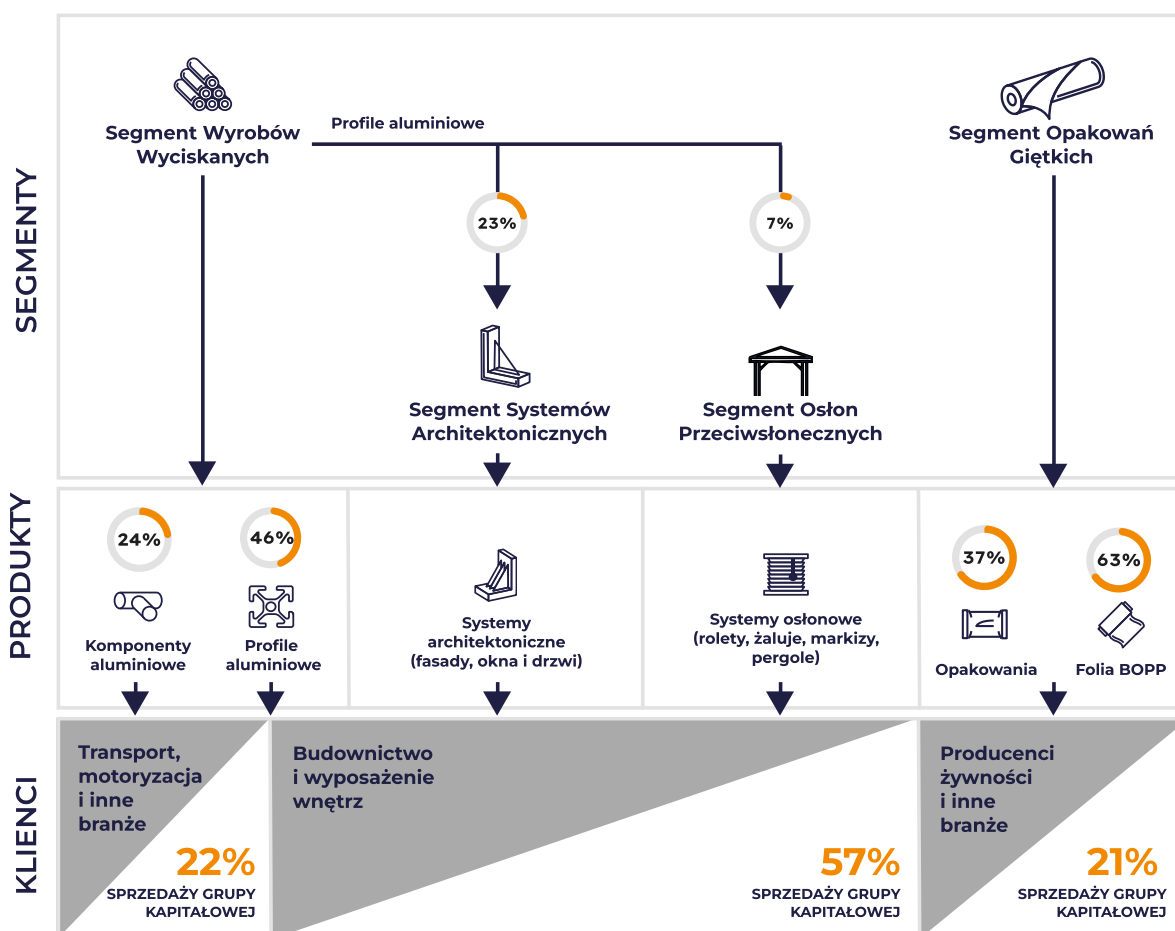 SEGMENTY
Segment Wyrobów
Wyciskanych
Profile aluminiowe
Segment Opakowań
Giętkich
23%
7%
Segment Systemów
Architektonicznych
Segment Osłon
Przeciwsłonecznych
PRODUKTY
24%
46%
37%
63%
Komponenty
aluminiowe
Profile
aluminiowe
Systemy
architektoniczne
(fasady, okna i drzwi)
Systemy osłonowe
(rolety, żaluje, markizy,
pergole)
Opakowania
Folia BOPP
KLIENCI
Transport,
motoryzacja
i inne
branże
22%
SPRZEDAŻY GRUPY
KAPITAŁOWEJ
Budownictwo
i wyposażenie
wnętrz
57%
SPRZEDAŻY GRUPY
KAPITAŁOWEJ
Producenci
żywności
i inne
branże
21%
SPRZEDAŻY GRUPY
KAPITAŁOWEJ